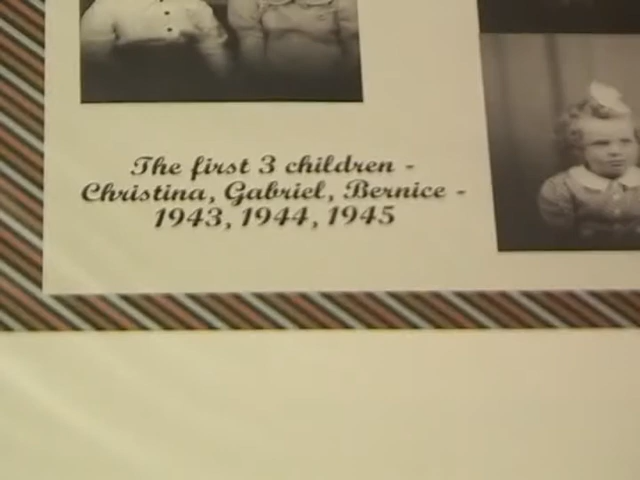 The first 3 children -
Christina, Gabriel, Bernice -
1943, 1944, 1945